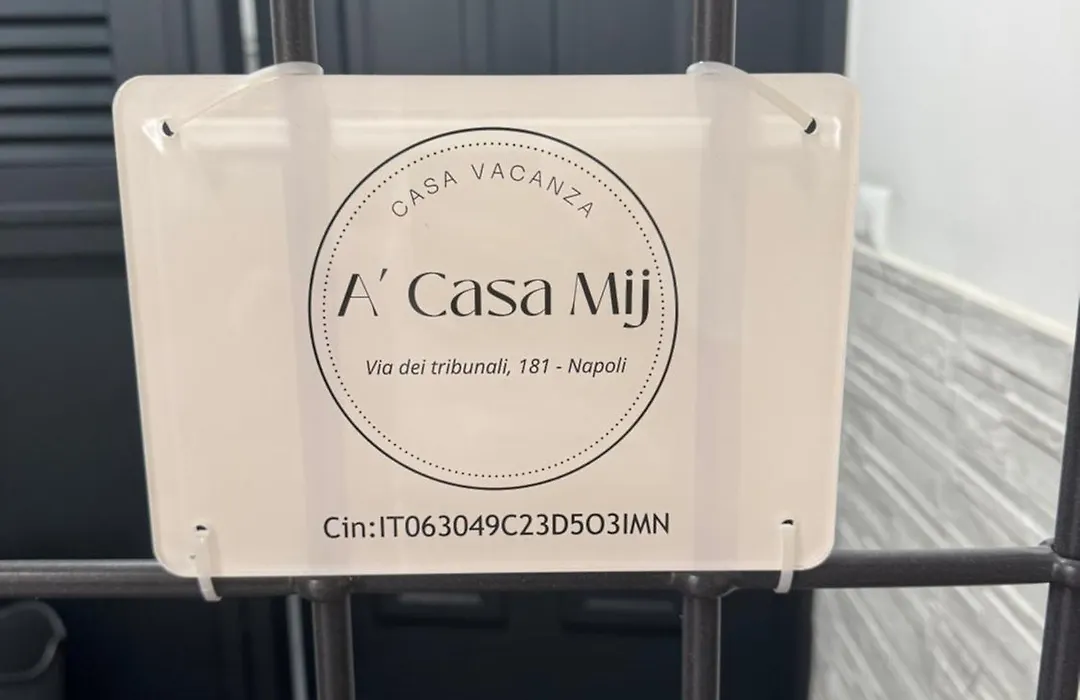 CASA VACANZA
A' Casa Mij
Via dei tribunali, 181 - Napoli
Cin:IT063049C23D5O3IMN